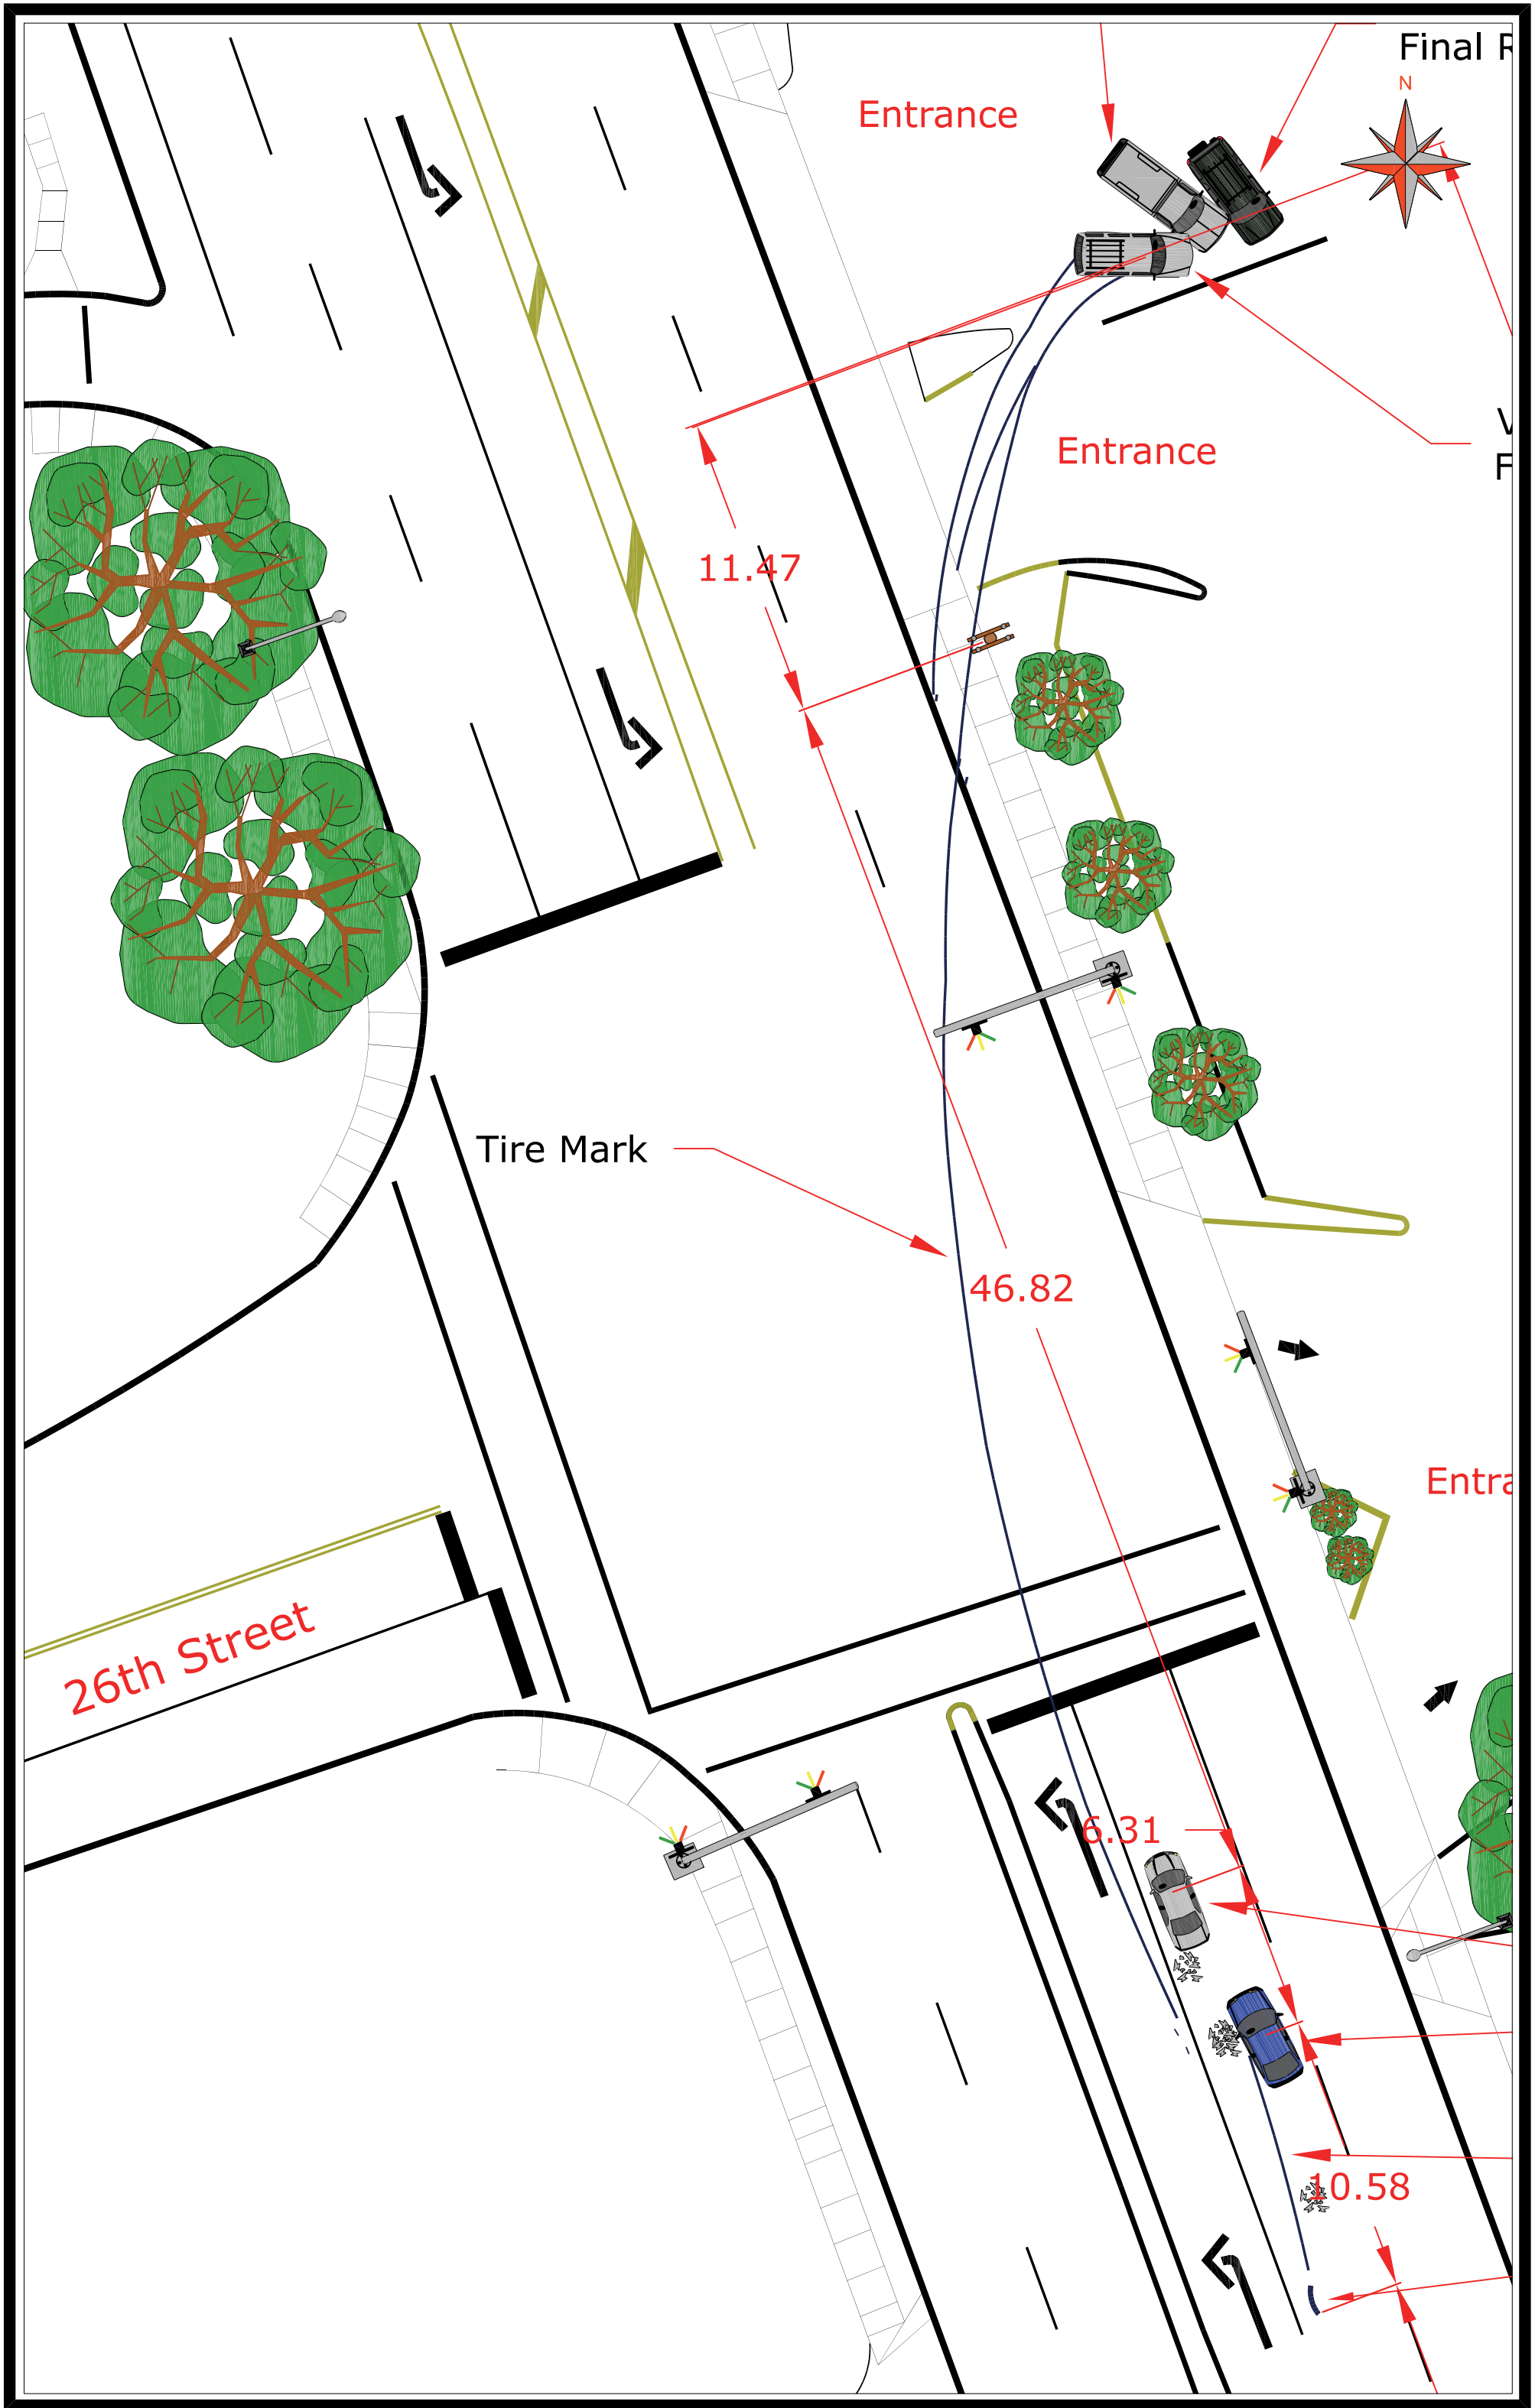 Final R
N
Entrance
V
F
Entrance
11.47
Tire Mark
46.82
Entra
26th Street
6.31
10.58